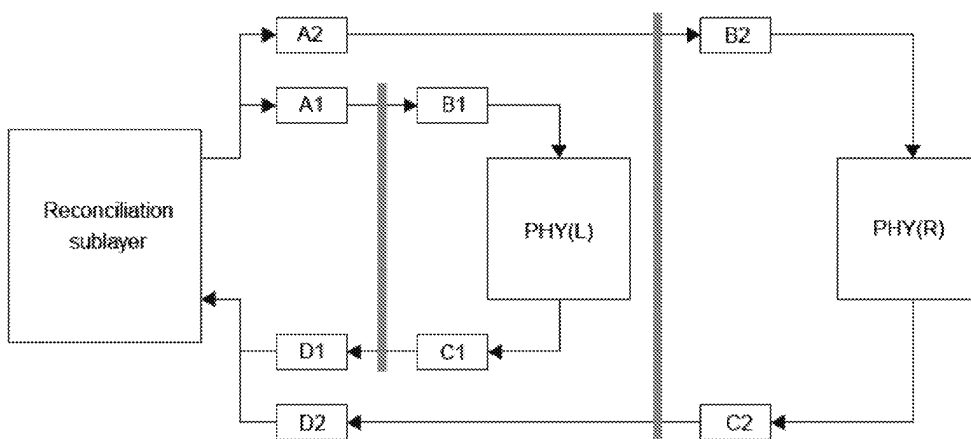 A2
B2
A1
B1
Reconciliation
sublayer
PHY(L)
PHY(R)
D1
C1
D2
C2